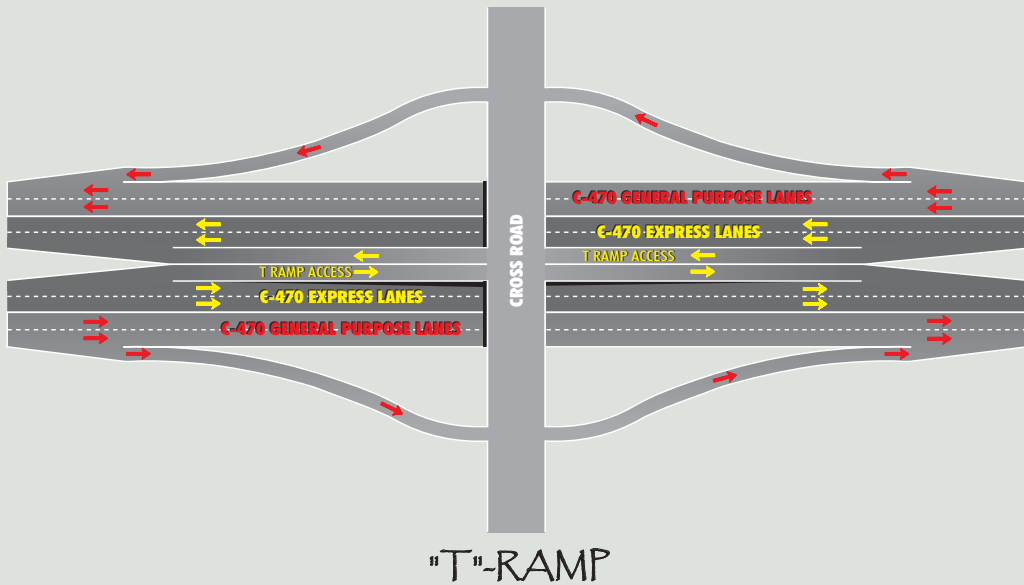 C-470 GENERAL PURPOSE LANES
C-470 EXPRESS LANES
T RAMP ACCESS
CROSS ROAD
T RAMP ACCESS
C-470 EXPRESS LANES
C-470 GENERAL PURPOSE LANES
"T"-RAMP